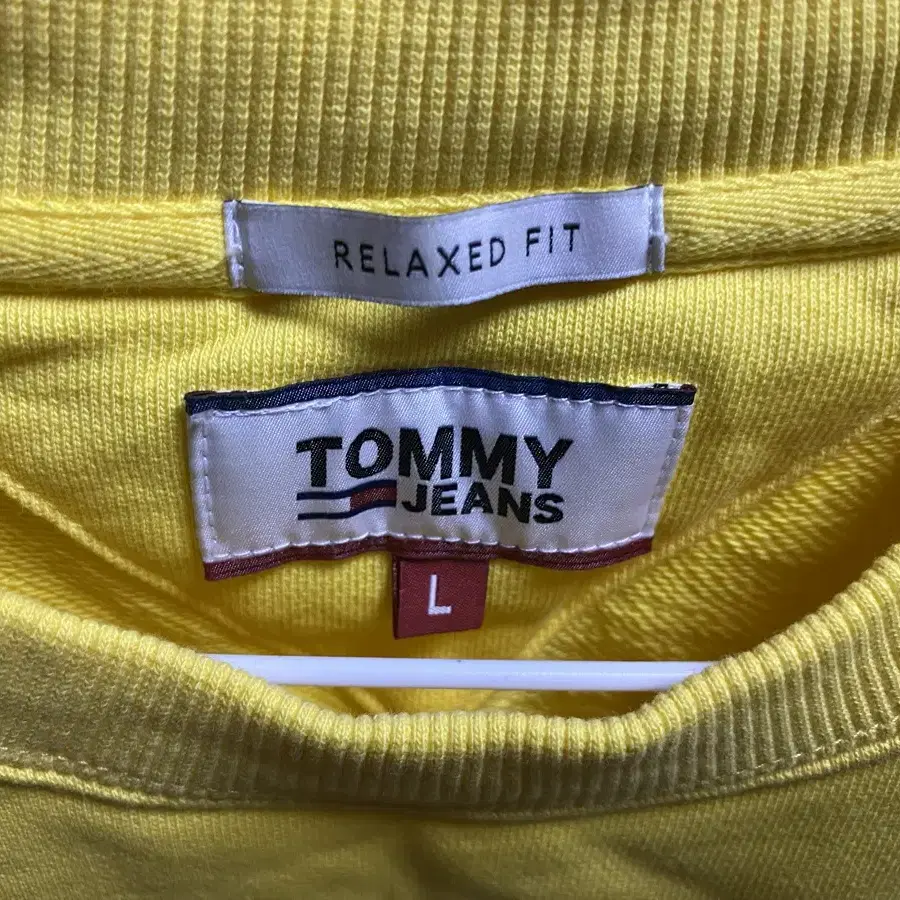 RELAXED FIT
TOMMY
JEANS
L